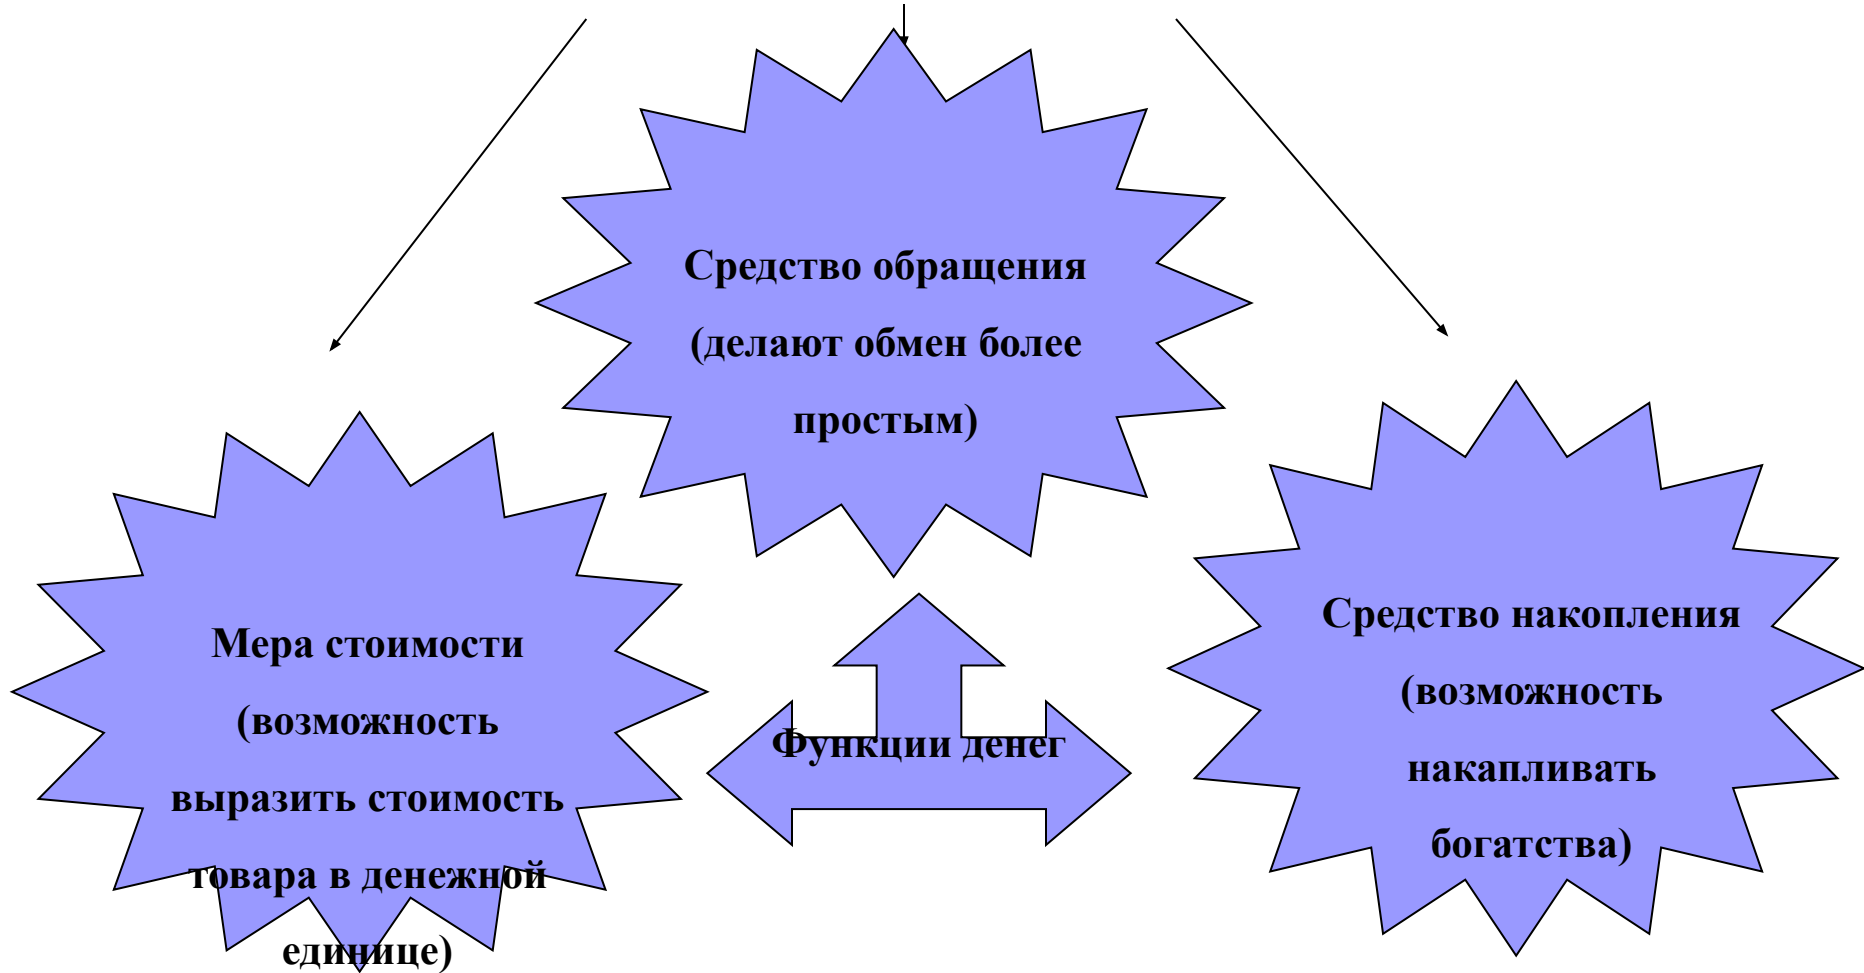 Средство обращения
(делают обмен более
простым)
Мера стоимости
(возможность
выразить стоимость
товара в денежной
единице)
Функции денег
Средство накопления
(возможность
накапливать
богатства)